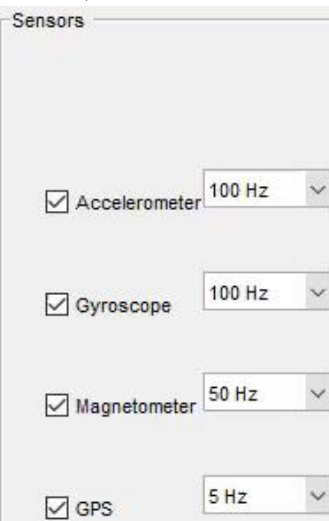 Sensors
Accelerometer 100 Hz
Gyroscope 100 Hz
Magnetometer 50 Hz
GPS 5 Hz